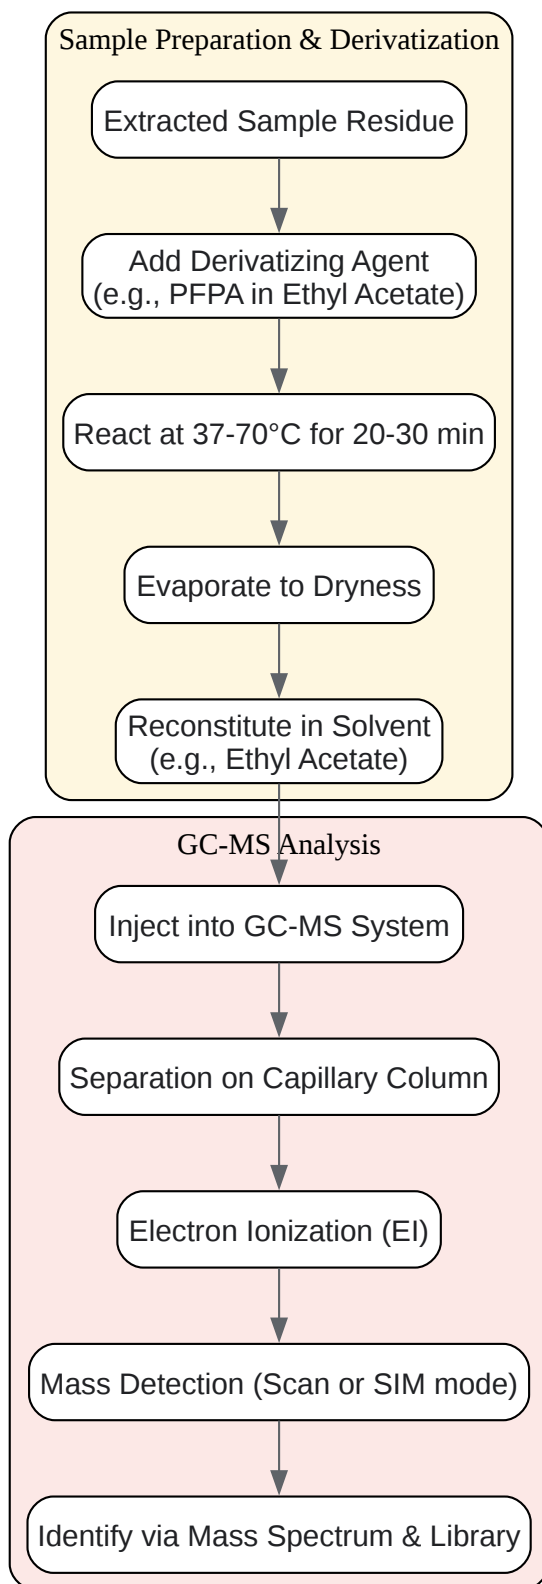 Sample Preparation & Derivatization
Extracted Sample Residue
Add Derivatizing Agent
(e.g., PFPA in Ethyl Acetate)
React at 37-70°C for 20-30 min
Evaporate to Dryness
Reconstitute in Solvent
(e.g., Ethyl Acetate)
GC-MS Analysis
Inject into GC-MS System
Separation on Capillary Column
Electron Ionization (EI)
Mass Detection (Scan or SIM mode)
Identify via Mass Spectrum & Library